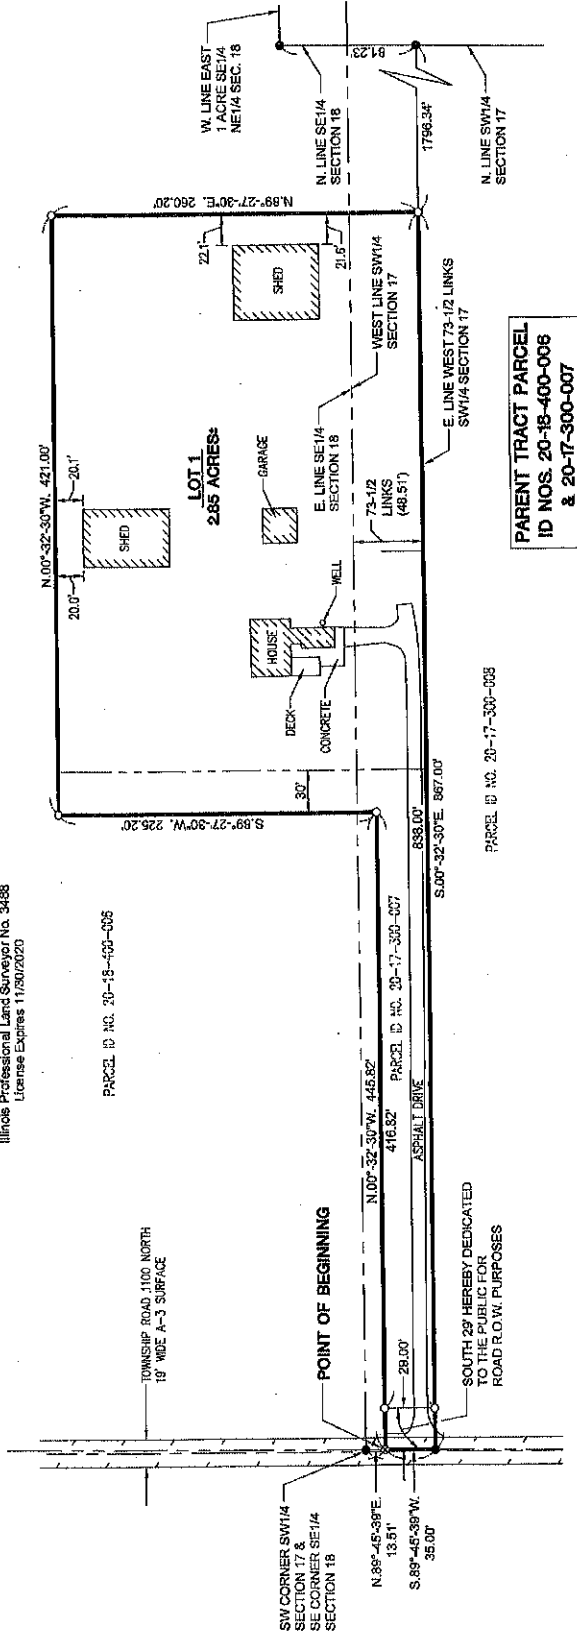 Illinois Professional Land Surveyor No. 3488
License Expires 11/30/2020
W. LINE EAST
1 ACRE SE1/4
NE1/4 SEC. 18
N. LINE SE1/4
SECTION 18
81.23'
1796.34'
N. LINE SW1/4
SECTION 17
N.89°-27'-30"E. 260.20'
22.1'
21.6'
SHED
WEST LINE SW1/4
SECTION 17
E. LINE WEST 73-1/2 LINKS
SW1/4 SECTION 17
PARENT TRACT PARCEL
ID NOS. 20-18-400-006
& 20-17-300-007
N.00°-32'-30"W. 421.00'
20.1'
20.0'
SHED
LOT 1
2.85 ACRES±
GARAGE
E. LINE SE1/4
SECTION 18
73-1/2
LINKS
(48.51')
WELL
HOUSE
DECK
CONCRETE
30'
S.89°-27'-30"W. 225.20'
838.00'
S.00°-32'-30"E. 867.00'
PARCEL ID NO. 20-17-300-008
PARCEL ID NO. 20-18-400-006
N.00°-32'-30"W. 445.82'
PARCEL ID NO. 20-17-300-007
416.82'
ASPHALT DRIVE
TOWNSHIP ROAD 1100 NORTH
19' WIDE A-3 SURFACE
POINT OF BEGINNING
29.00'
SOUTH 29' HEREBY DEDICATED
TO THE PUBLIC FOR
ROAD R.O.W. PURPOSES
SW CORNER SW1/4
SECTION 17 &
SE CORNER SE1/4
SECTION 18
N.89°-45'-39"E.
13.51'
S.89°-45'-39"W.
35.00'